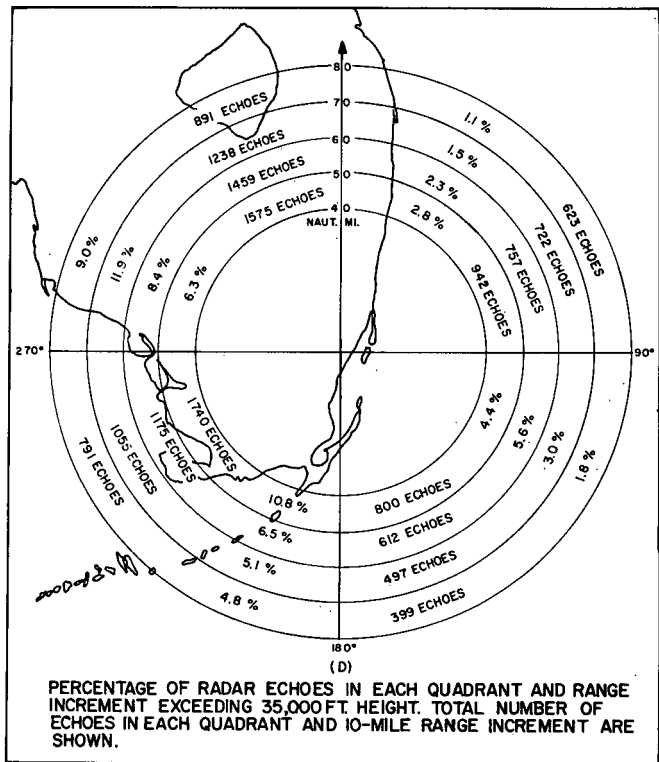 80
70
60
50
40
NAUT. MI.
891 ECHOES
1238 ECHOES
1459 ECHOES
1575 ECHOES
1.1 %
1.5 %
2.3 %
2.8 %
623 ECHOES
722 ECHOES
757 ECHOES
942 ECHOES
9.0 %
11.9 %
8.4 %
6.3 %
270°
90°
791 ECHOES
1055 ECHOES
1175 ECHOES
1740 ECHOES
4.4 %
5.6 %
3.0 %
1.8 %
10.8 %
6.5 %
5.1 %
4.8 %
800 ECHOES
612 ECHOES
497 ECHOES
399 ECHOES
180°
(D)
PERCENTAGE OF RADAR ECHOES IN EACH QUADRANT AND RANGE
INCREMENT EXCEEDING 35,000 FT. HEIGHT. TOTAL NUMBER OF
ECHOES IN EACH QUADRANT AND 10-MILE RANGE INCREMENT ARE
SHOWN.